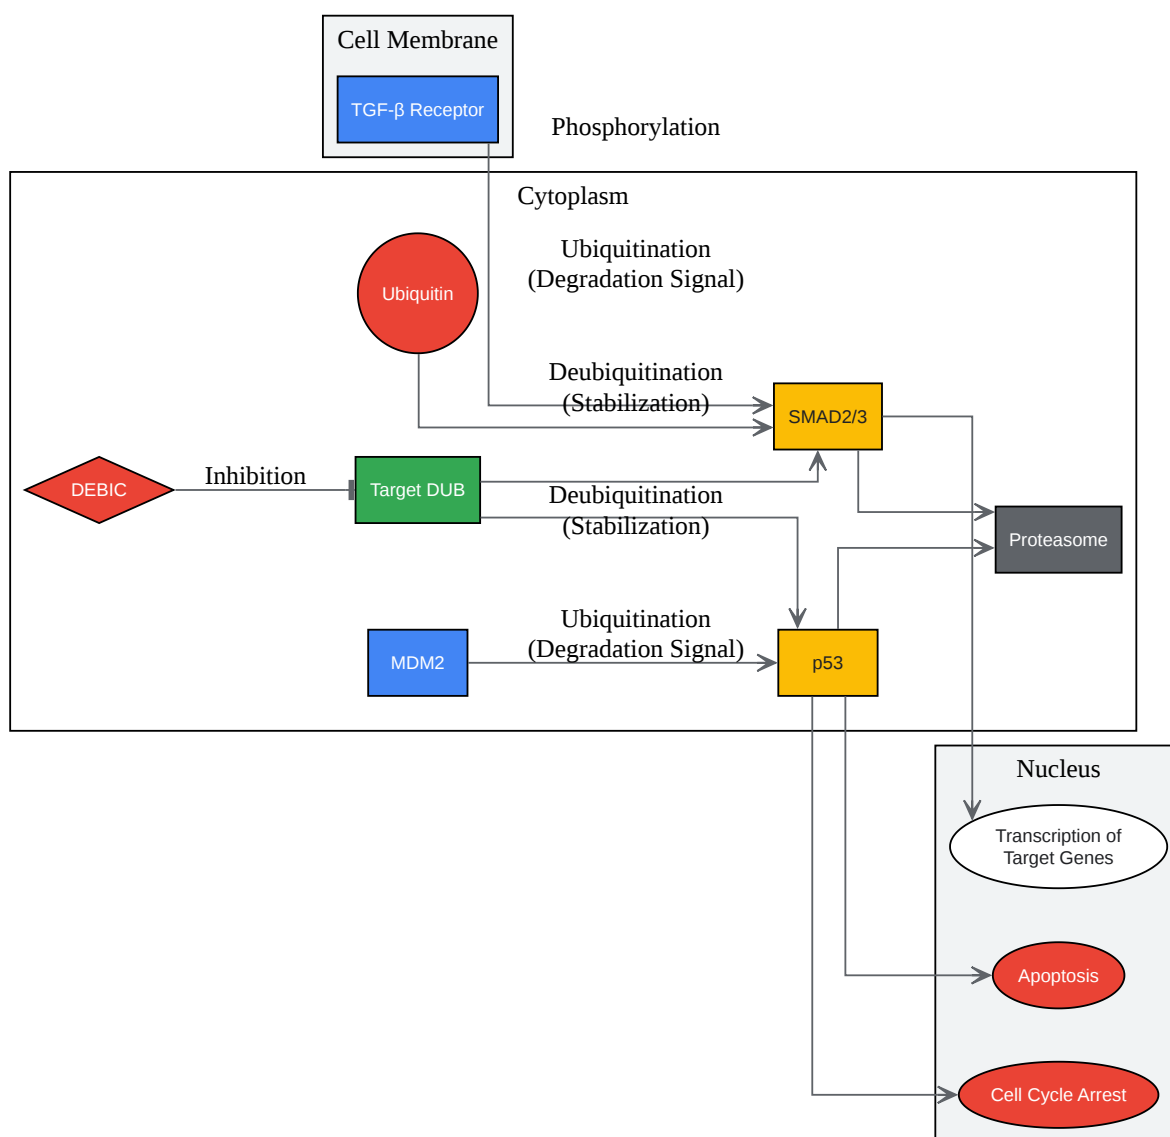 Cell Membrane
TGF-β Receptor
Phosphorylation
Cytoplasm
Ubiquitination
(Degradation Signal)
Ubiquitin
Deubiquitination
(Stabilization)
SMAD2/3
DEBIC
Inhibition
Target DUB
Deubiquitination
(Stabilization)
Proteasome
Ubiquitination
(Degradation Signal)
MDM2
p53
Nucleus
Transcription of
Target Genes
Apoptosis
Cell Cycle Arrest